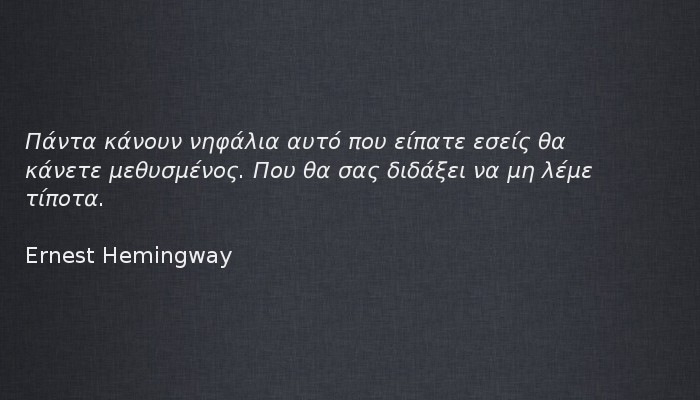 Πάντα κάνουν νηφάλια αυτό που είπατε εσείς θα
κάνετε μεθυσμένος. Που θα σας διδάξει να μη λέμε
τίποτα.
Ernest Hemingway